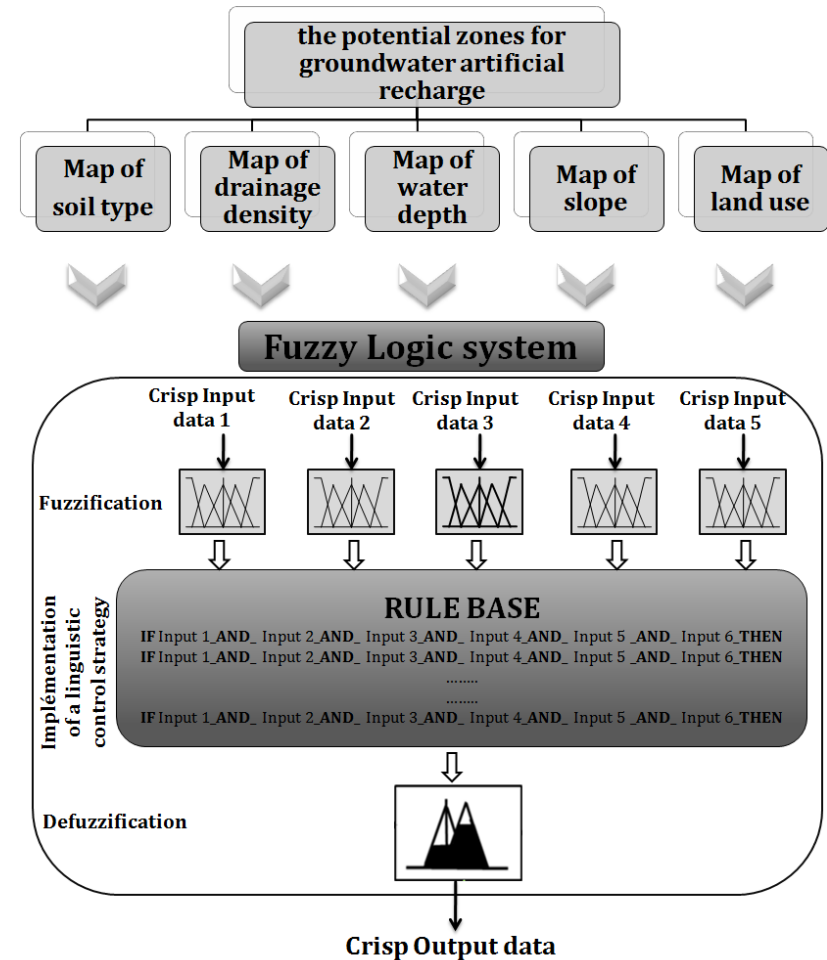 the potential zones for
groundwater artificial
recharge
Map of
soil type
Map of
drainage
density
Map of
water
depth
Map of
slope
Map of
land use
Fuzzy Logic system
Crisp Input
data 1
Crisp Input
data 2
Crisp Input
data 3
Crisp Input
data 4
Crisp Input
data 5
Fuzzification
Implémentation
of a linguistic
control strategy
RULE BASE
IF Input 1_AND_ Input 2_AND_ Input 3_AND_ Input 4_AND_ Input 5 _AND_ Input 6_THEN
IF Input 1_AND_ Input 2_AND_ Input 3_AND_ Input 4_AND_ Input 5 _AND_ Input 6_THEN
........
........
IF Input 1_AND_ Input 2_AND_ Input 3_AND_ Input 4_AND_ Input 5 _AND_ Input 6_THEN
Defuzzification
Crisp Output data